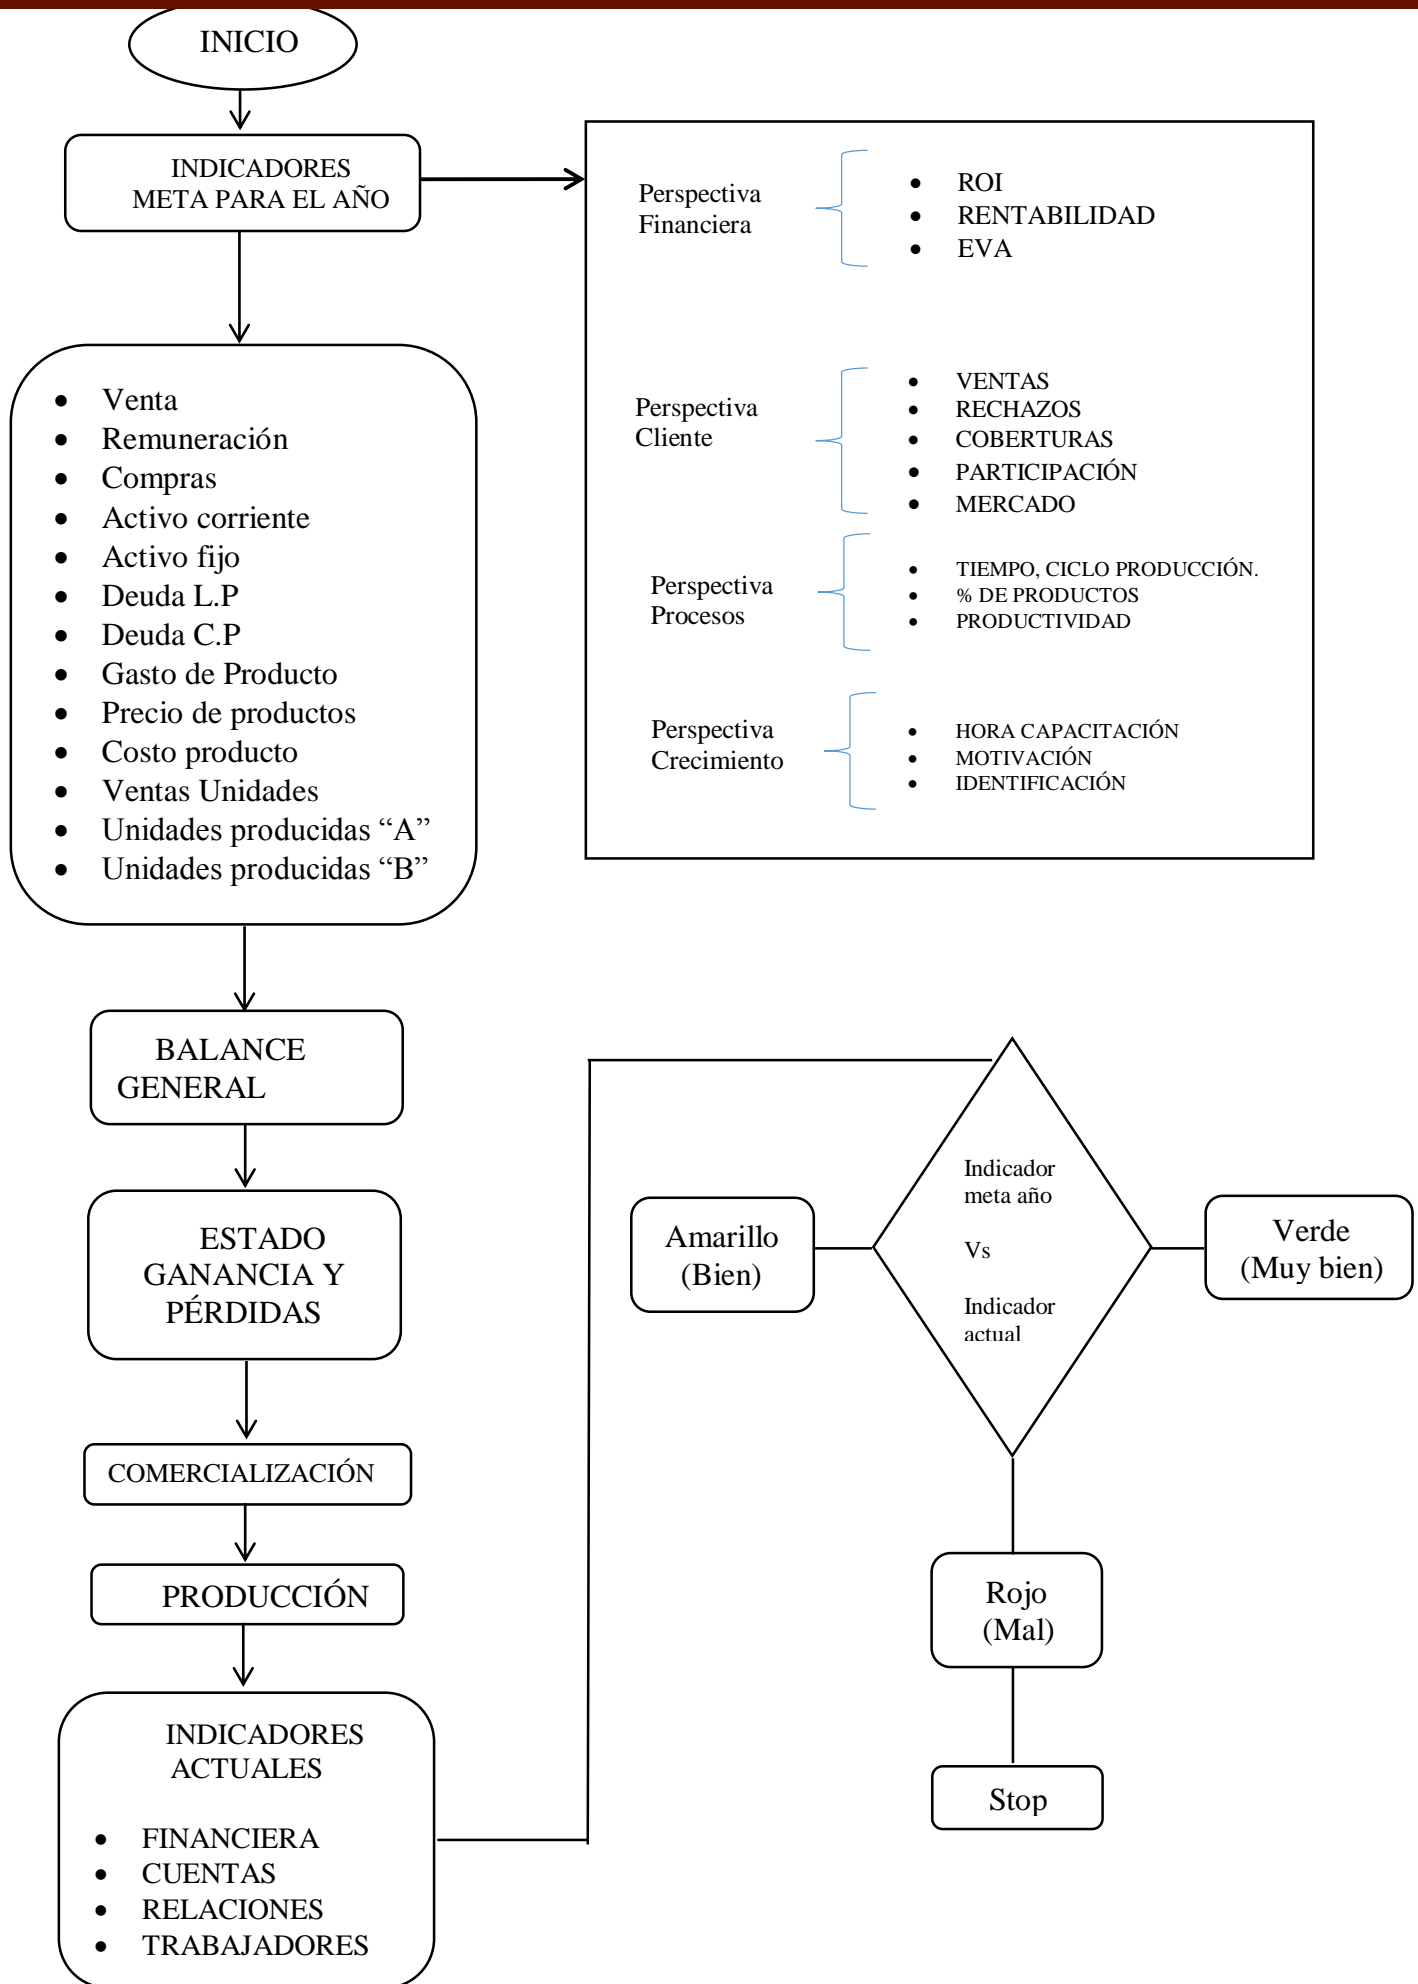 INICIO
INDICADORES
META PARA EL AÑO
Perspectiva
Financiera
• ROI
• RENTABILIDAD
• EVA
Perspectiva
Cliente
• VENTAS
• RECHAZOS
• COBERTURAS
• PARTICIPACIÓN
• MERCADO
Perspectiva
Procesos
• TIEMPO, CICLO PRODUCCIÓN.
• % DE PRODUCTOS
• PRODUCTIVIDAD
Perspectiva
Crecimiento
• HORA CAPACITACIÓN
• MOTIVACIÓN
• IDENTIFICACIÓN
• Venta
• Remuneración
• Compras
• Activo corriente
• Activo fijo
• Deuda L.P
• Deuda C.P
• Gasto de Producto
• Precio de productos
• Costo producto
• Ventas Unidades
• Unidades producidas “A”
• Unidades producidas “B”
BALANCE
GENERAL
ESTADO
GANANCIA Y
PÉRDIDAS
COMERCIALIZACIÓN
PRODUCCIÓN
INDICADORES
ACTUALES
• FINANCIERA
• CUENTAS
• RELACIONES
• TRABAJADORES
Indicador
meta año
Vs
Indicador
actual
Amarillo
(Bien)
Verde
(Muy bien)
Rojo
(Mal)
Stop